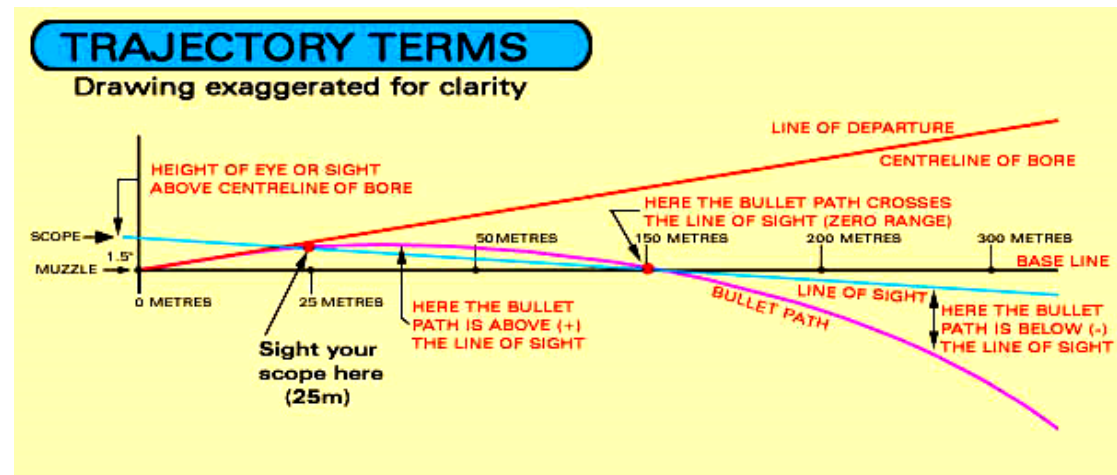 TRAJECTORY TERMS
Drawing exaggerated for clarity
LINE OF DEPARTURE
CENTRELINE OF BORE
HEIGHT OF EYE OR SIGHT
ABOVE CENTRELINE OF BORE
HERE THE BULLET PATH CROSSES
THE LINE OF SIGHT (ZERO RANGE)
SCOPE
1.5"
MUZZLE
50 METRES
150 METRES
200 METRES
300 METRES
BASE LINE
0 METRES
25 METRES
HERE THE BULLET
PATH IS ABOVE (+)
THE LINE OF SIGHT
BULLET PATH
LINE OF SIGHT
HERE THE BULLET
PATH IS BELOW (-)
THE LINE OF SIGHT
Sight your
scope here
(25m)